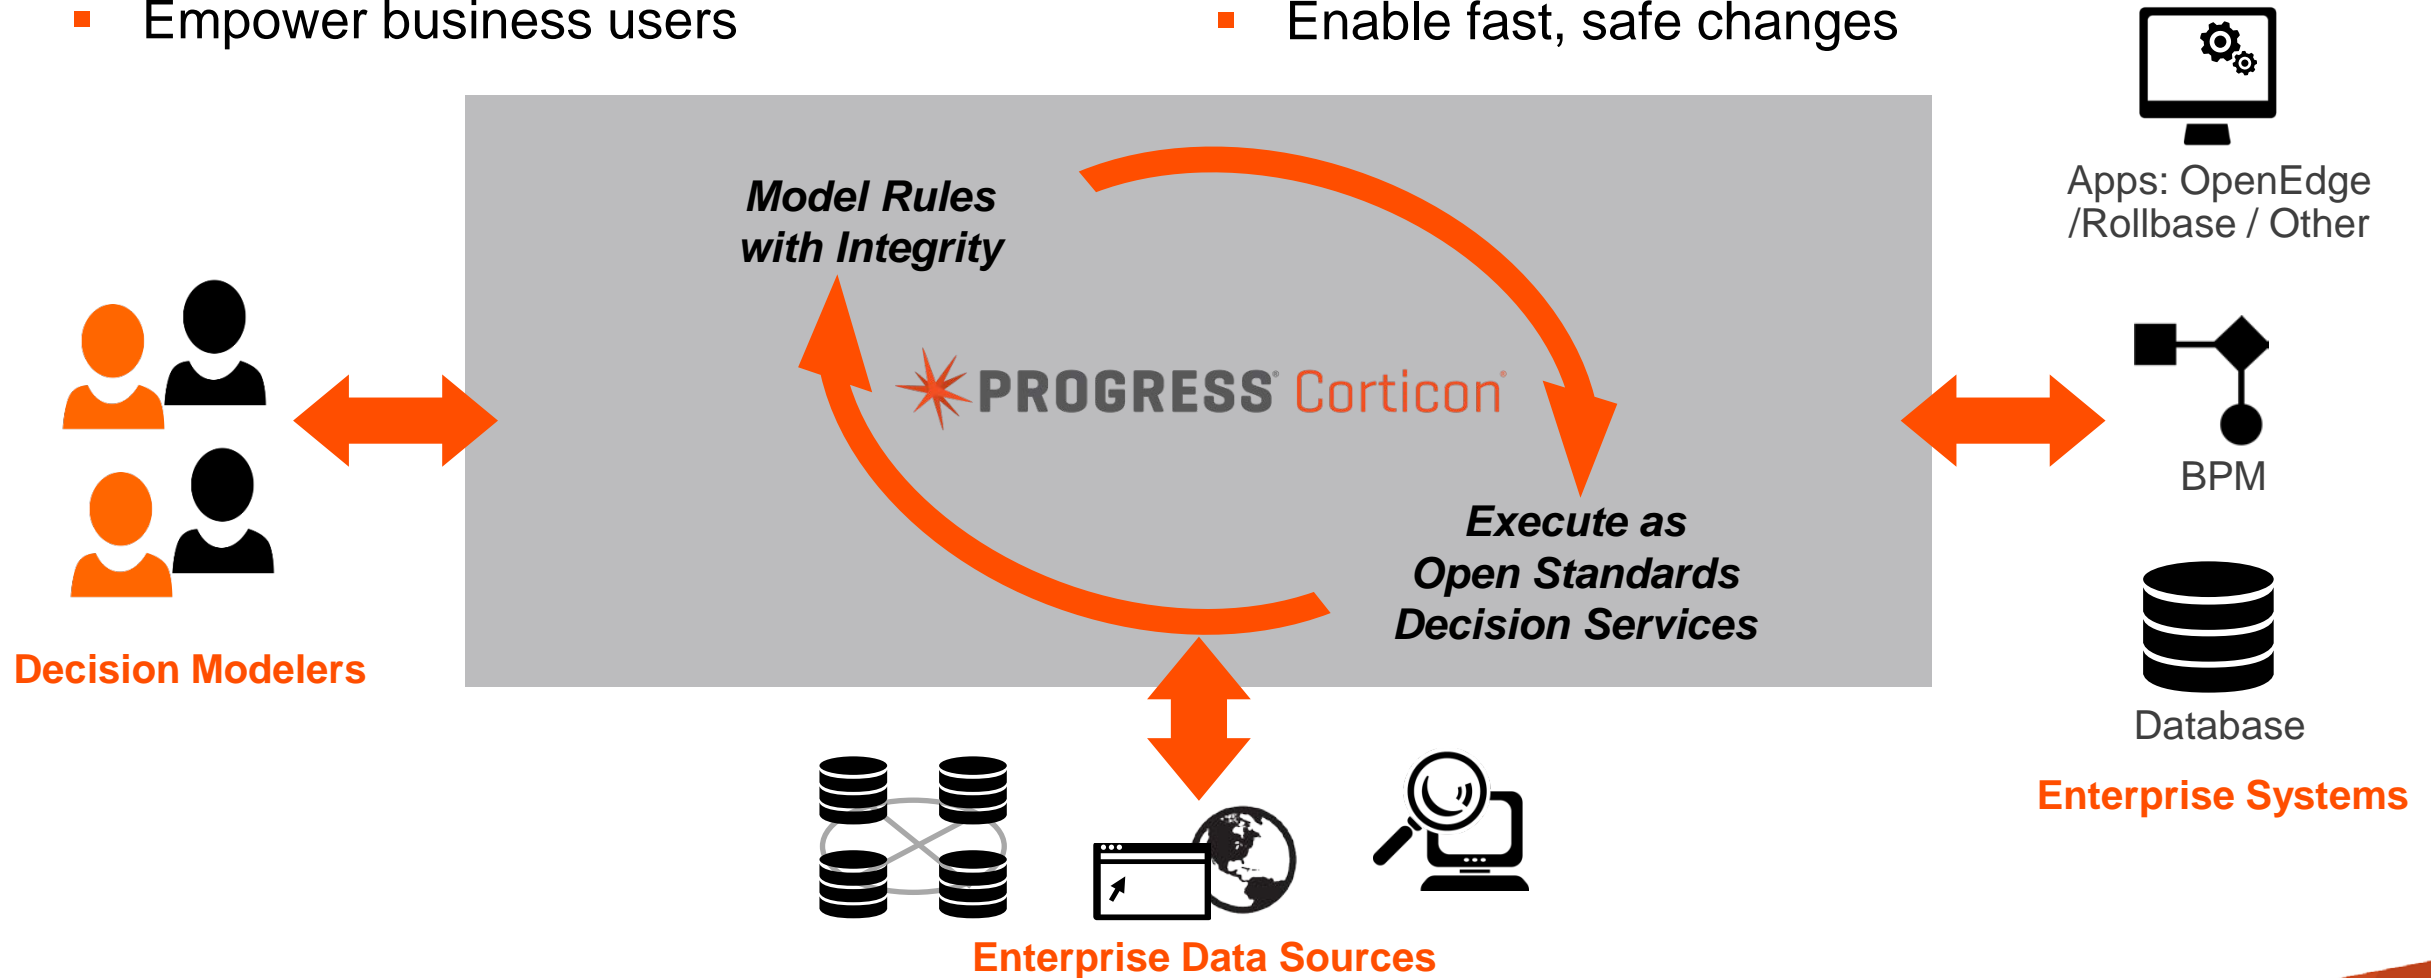 Empower business users
Enable fast, safe changes
Model Rules
with Integrity
PROGRESS® Corticon®
Execute as
Open Standards
Decision Services
Decision Modelers
Apps: OpenEdge
/Rollbase / Other
BPM
Database
Enterprise Systems
Enterprise Data Sources